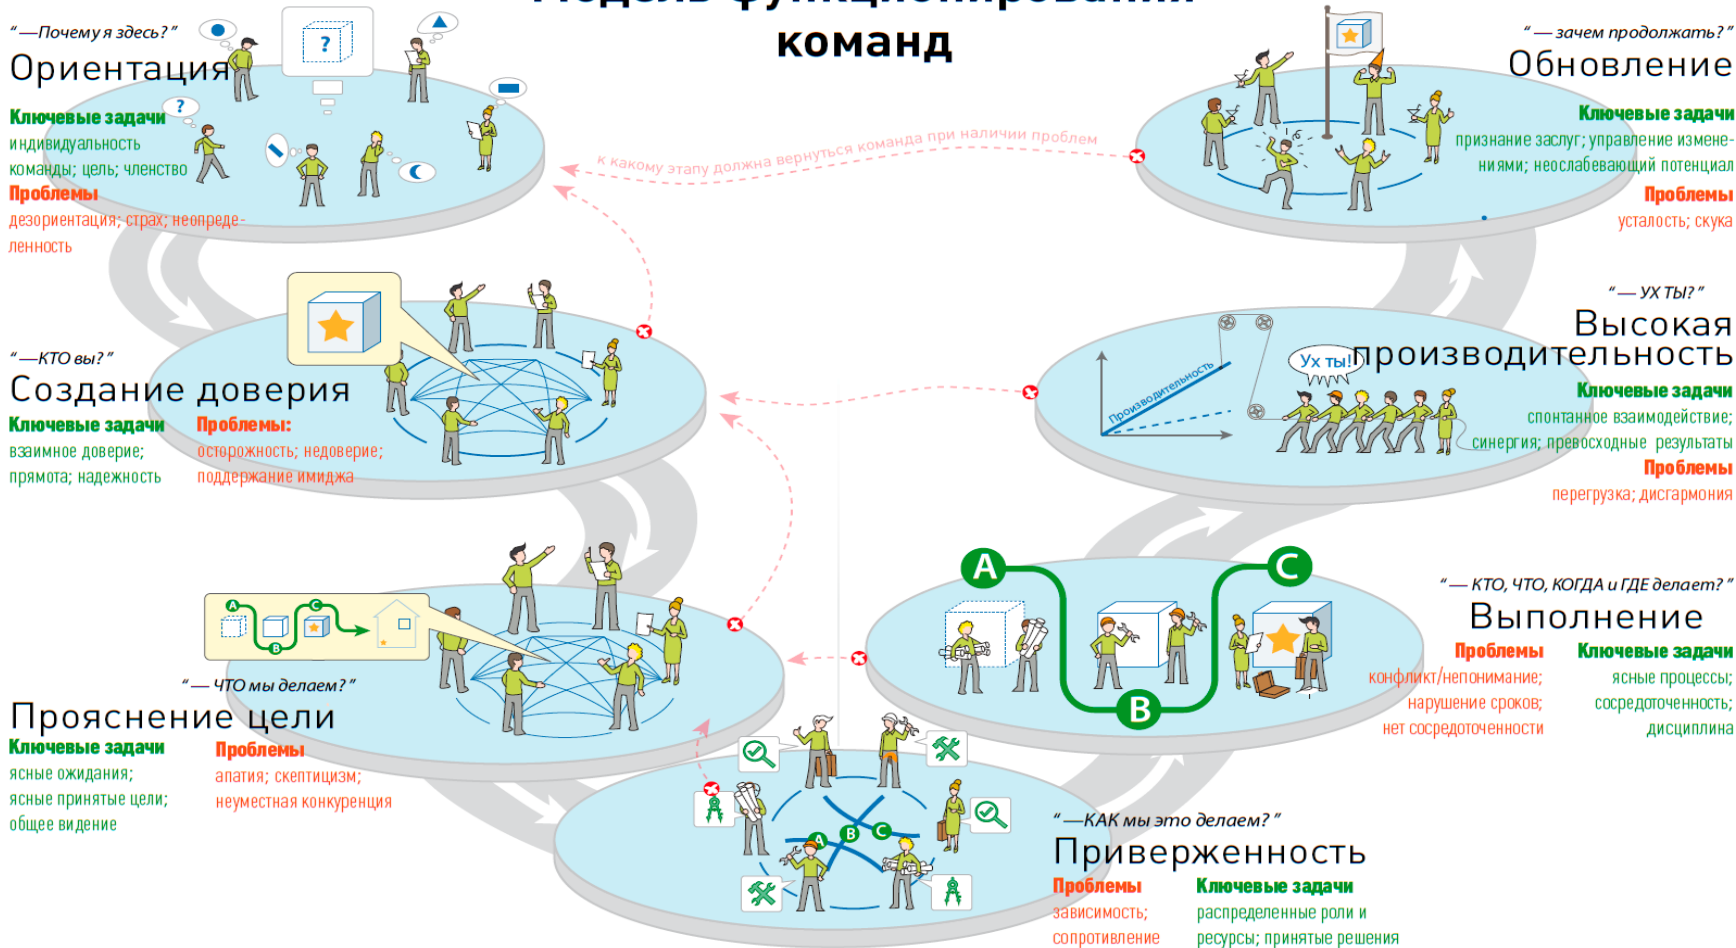 Модель функционирования
команд
“ —Почему я здесь? ”
Ориентация
Ключевые задачи
индивидуальность
команды; цель; членство
Проблемы
дезориентация; страх; неопреде-
ленность
?
?
к какому этапу должна вернуться команда при наличии проблем
“ — зачем продолжать? ”
Обновление
Ключевые задачи
признание заслуг; управление измене-
ниями; неослабевающий потенциал
Проблемы
усталость; скука
“ —КТО вы? ”
Создание доверия
Ключевые задачи
взаимное доверие;
прямота; надежность
Проблемы:
осторожность; недоверие;
поддержание имиджа
“ — УХ ТЫ? ”
Высокая
производительность
Ключевые задачи
спонтанное взаимодействие;
синергия; превосходные результаты
Проблемы
перегрузка; дисгармония
Производительность
Ух ты!
A
B
C
“ — ЧТО мы делаем? ”
Прояснение цели
Ключевые задачи
ясные ожидания;
ясные принятые цели;
общее видение
Проблемы
апатия; скептицизм;
неуместная конкуренция
A
B
C
“ — КТО, ЧТО, КОГДА и ГДЕ делает? ”
Выполнение
Проблемы
конфликт/непонимание;
нарушение сроков;
нет сосредоточенности
Ключевые задачи
ясные процессы;
сосредоточенность;
дисциплина
A
B
C
“ —КАК мы это делаем? ”
Приверженность
Проблемы
зависимость;
сопротивление
Ключевые задачи
распределенные роли и
ресурсы; принятые решения